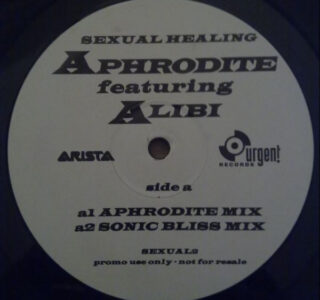 SEXUAL HEALING
APHRODITE
featuring
ALIBI
ARISTA
urgent
RECORDS
side a
a1 APHRODITE MIX
a2 SONIC BLISS MIX
SEXUAL2
promo use only · not for resale